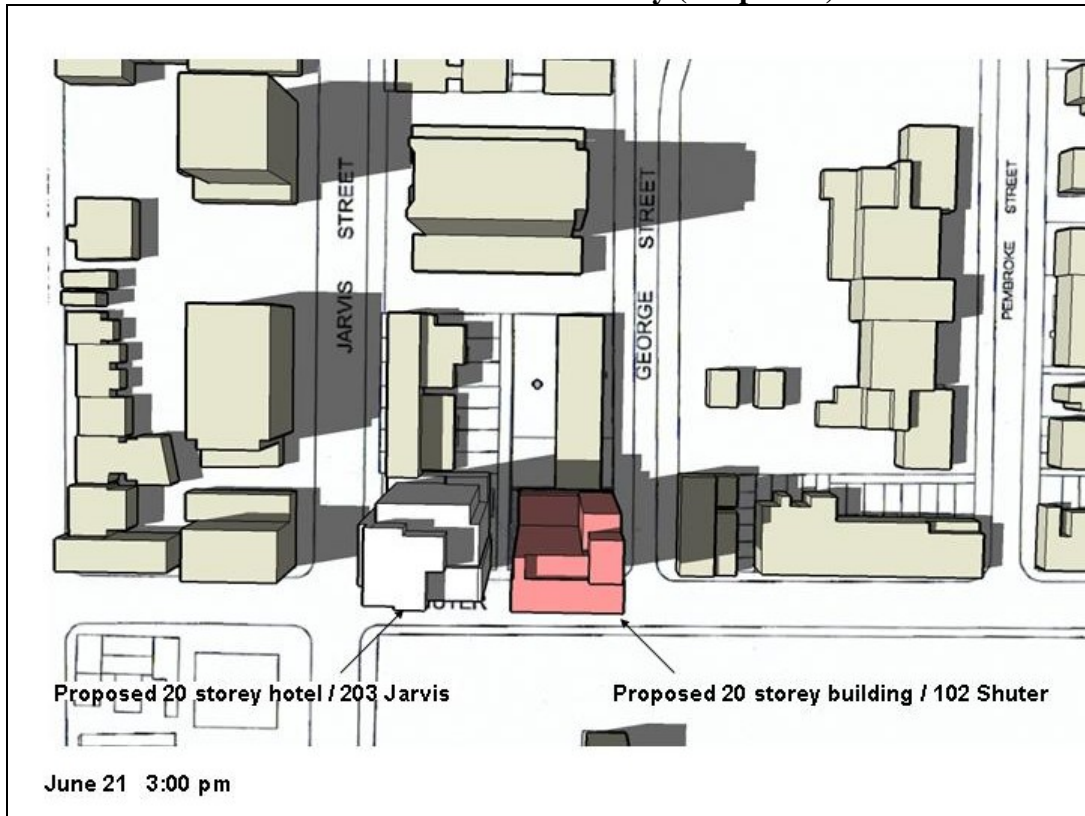 JARVIS STREET
GEORGE STREET
PEMBROKE STREET
Proposed 20 storey hotel / 203 Jarvis
Proposed 20 storey building / 102 Shuter
June 21 3:00 pm